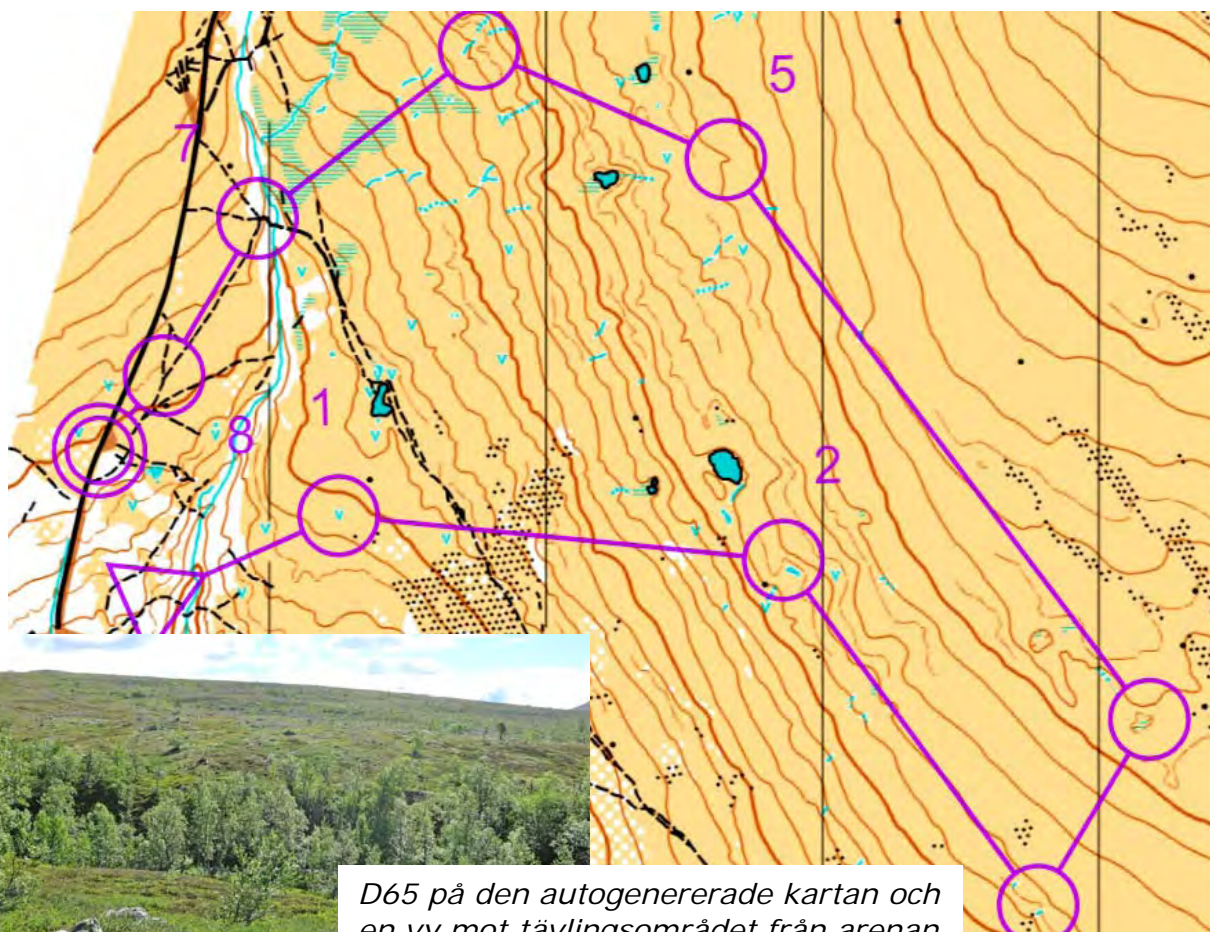 5
7
1
8
2
D65 på den autogenererade kartan och
en vy mot tävlingsområdet från arenan